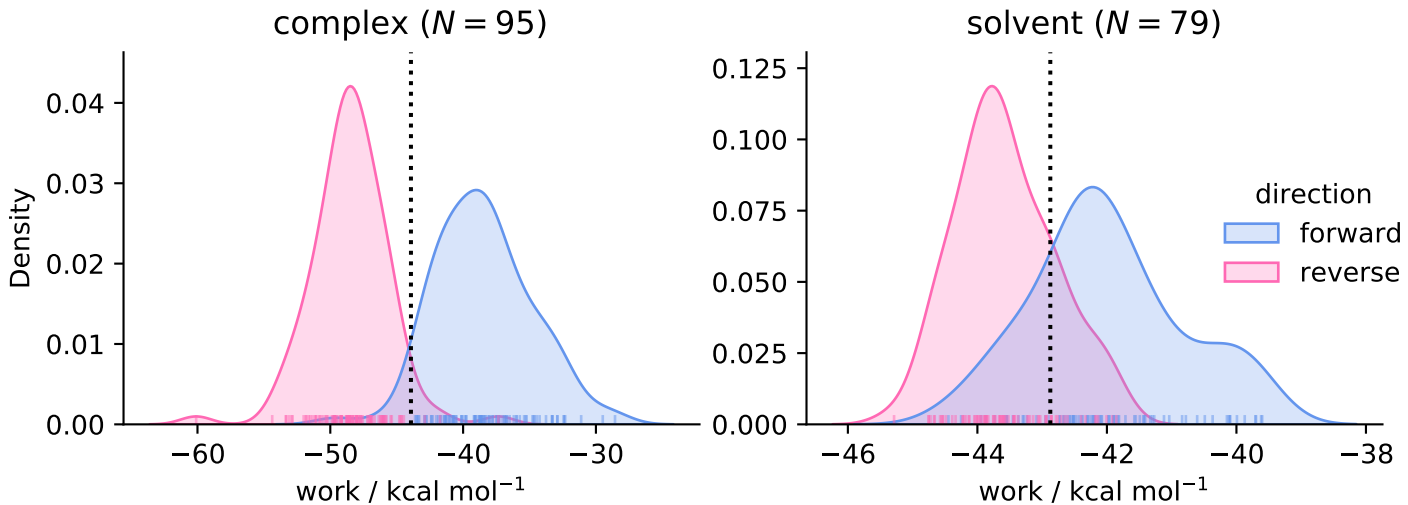 complex (N = 95)
0.04
0.03
0.02
0.01
0.00
Density
−60
−50
−40
−30
work / kcal mol⁻¹
solvent (N = 79)
0.125
0.100
0.075
0.050
0.025
0.000
−46
−44
−42
−40
−38
work / kcal mol⁻¹
direction
forward
reverse